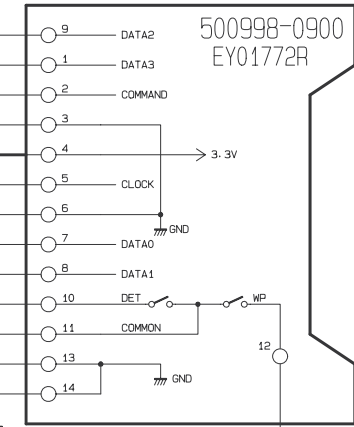 500998-0900
EY01772R
9 DATA2
1 DATA3
2 COMMAND
3
4 3.3V
5 CLOCK
6
GND
7 DATA0
8 DATA1
10 DET WP
11 COMMON
12
13
GND
14